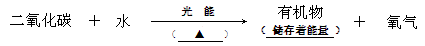 二氧化碳 + 水 光 能 ( ▲ ) 有机物 ( 储存着能量 ) + 氧气